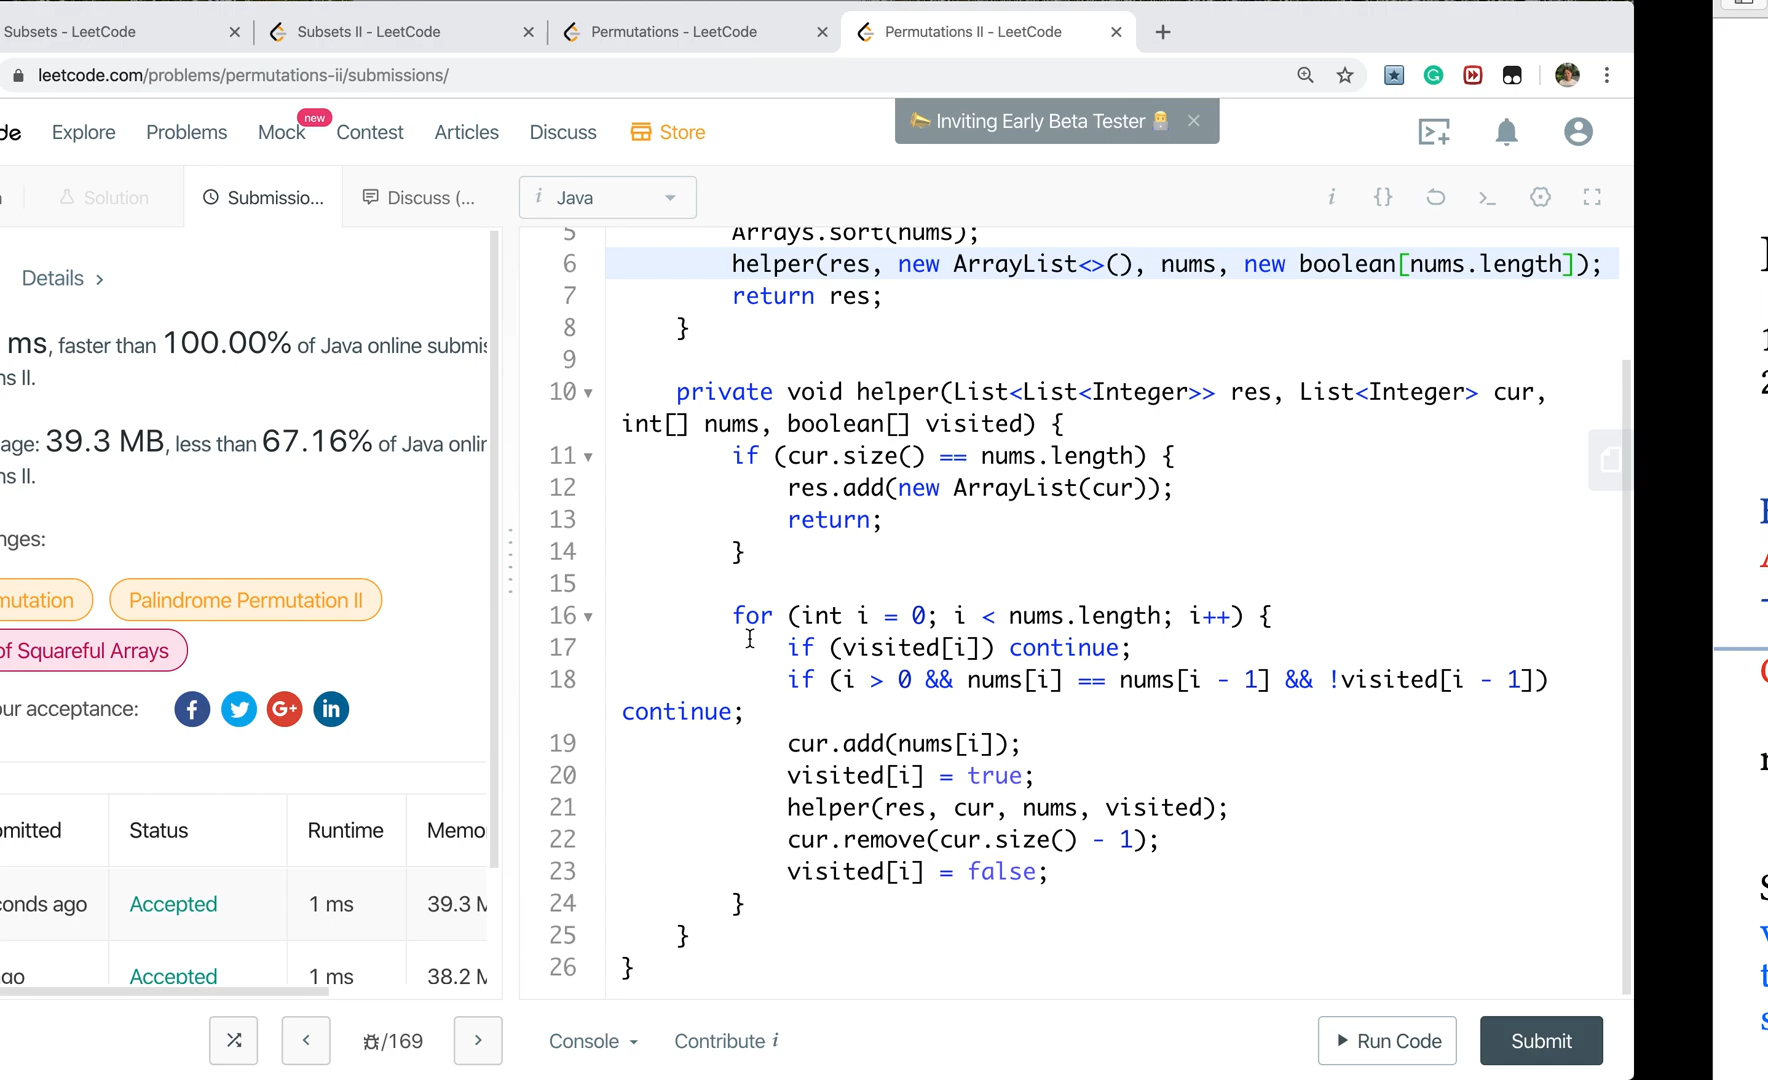 Subsets - LeetCode
Subsets II - LeetCode
Permutations - LeetCode
Permutations II - LeetCode
leetcode.com/problems/permutations-ii/submissions/
de
Explore
Problems
Mock
new
Contest
Articles
Discuss
Store
Inviting Early Beta Tester
Solution
Submissio...
Discuss (...
i Java
Details >
ms, faster than 100.00% of Java online submis
ns II.
age: 39.3 MB, less than 67.16% of Java onlin
ns II.
nges:
mutation
Palindrome Permutation II
of Squareful Arrays
ur acceptance:
mitted
Status
Runtime
Memo
conds ago
Accepted
1 ms
39.3 M
go
Accepted
1 ms
38.2 M
5 Arrays.sort(nums);
6 helper(res, new ArrayList<>(), nums, new boolean[nums.length]);
7 return res;
8 }
9
10 private void helper(List<List<Integer>> res, List<Integer> cur,
int[] nums, boolean[] visited) {
11 if (cur.size() == nums.length) {
12 res.add(new ArrayList(cur));
13 return;
14 }
15
16 for (int i = 0; i < nums.length; i++) {
17 if (visited[i]) continue;
18 if (i > 0 && nums[i] == nums[i - 1] && !visited[i - 1])
continue;
19 cur.add(nums[i]);
20 visited[i] = true;
21 helper(res, cur, nums, visited);
22 cur.remove(cur.size() - 1);
23 visited[i] = false;
24 }
25 }
26 }
/169
Console
Contribute i
Run Code
Submit